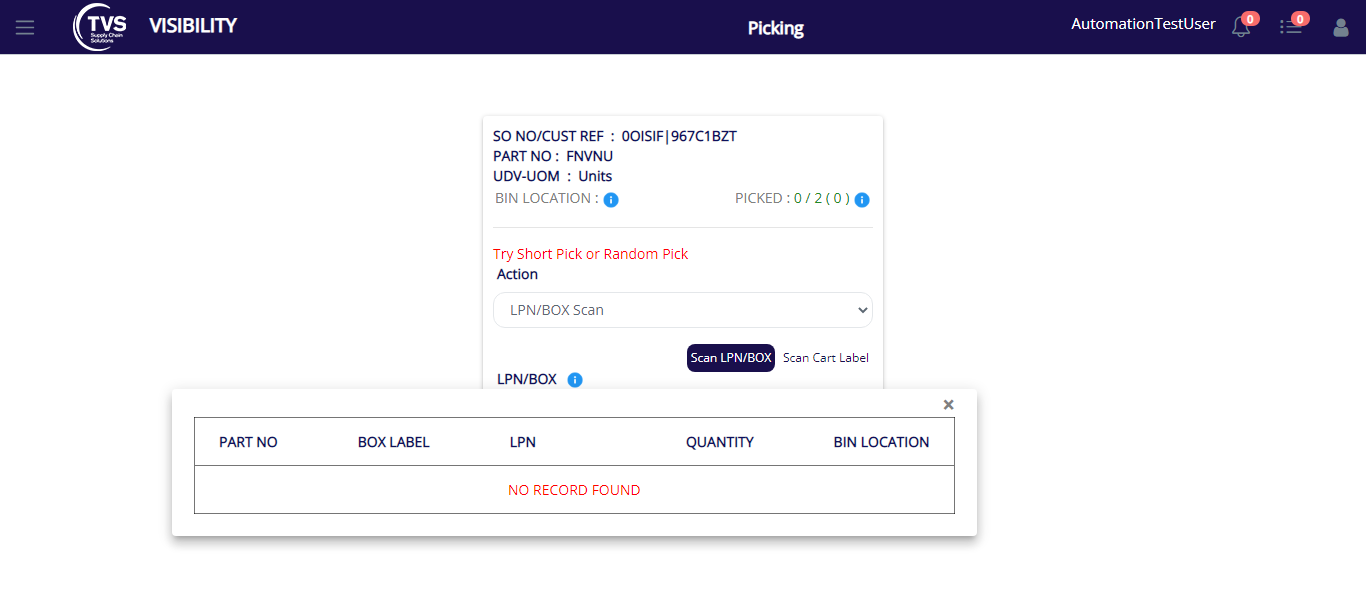 TVS
Supply Chain
Solutions
VISIBILITY
Picking
AutomationTestUser
0
0
SO NO/CUST REF : 0OISIF|967C1BZT
PART NO : FNVNU
UDV-UOM : Units
BIN LOCATION : i
PICKED : 0 / 2 ( 0 ) i
Try Short Pick or Random Pick
Action
LPN/BOX Scan
Scan LPN/BOX Scan Cart Label
LPN/BOX i
×
PART NO BOX LABEL LPN QUANTITY BIN LOCATION
NO RECORD FOUND